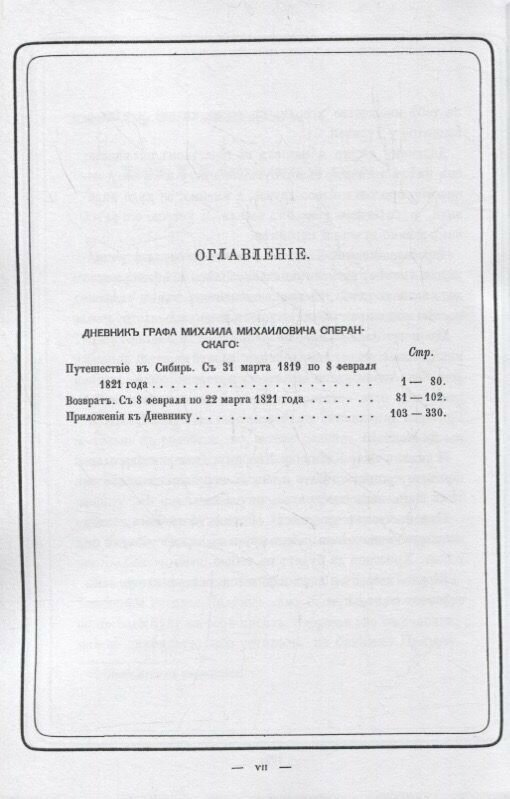 ОГЛАВЛЕНІЕ.
ДНЕВНИКЪ ГРАФА МИХАИЛА МИХАИЛОВИЧА СПЕРАН-
СКАГО:
Стр.
Путешествіе въ Сибирь. Съ 31 марта 1819 по 8 февраля
1821 года . . . . . . . . . . . . . . . . . . 1 — 80.
Возвратъ. Съ 8 февраля по 22 марта 1821 года . . . . . . 81 — 102.
Приложенія къ Дневнику . . . . . . . . . . . . . . . 103 — 330.
— VII —